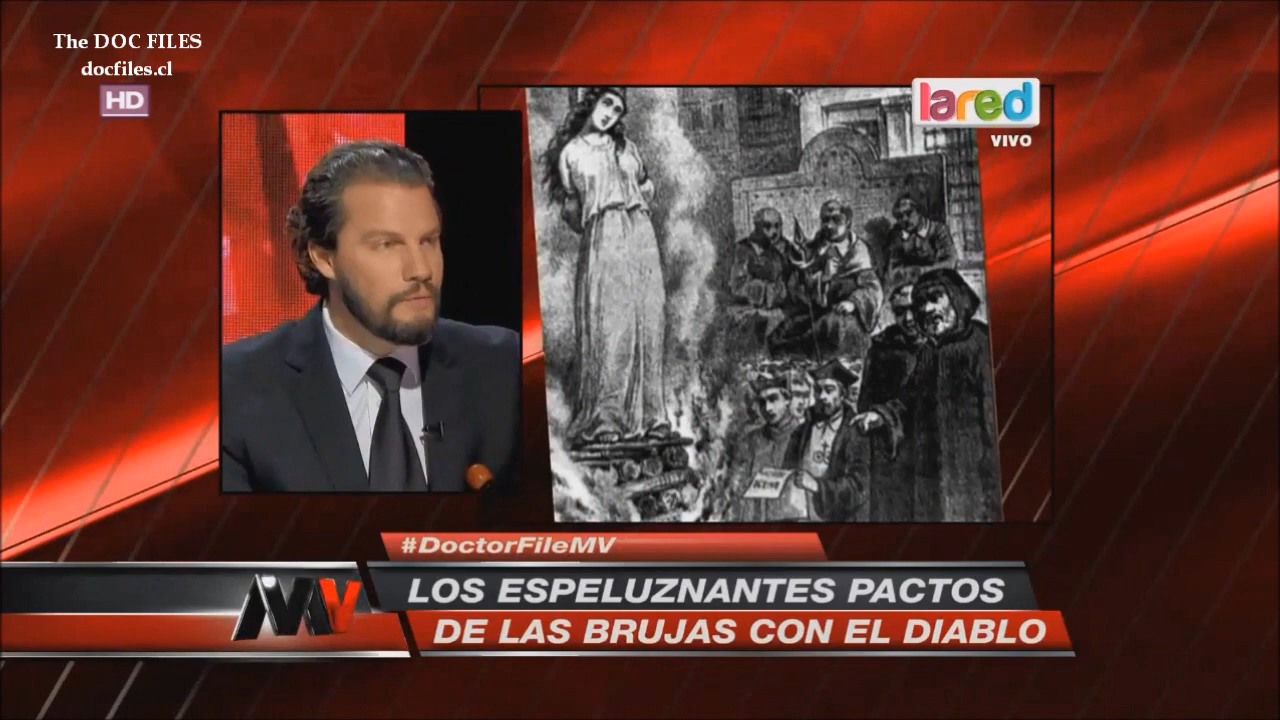 The DOC FILES
docfiles.cl
HD
lared
VIVO
#DoctorFileMV
MV
LOS ESPELUZNANTES PACTOS
DE LAS BRUJAS CON EL DIABLO